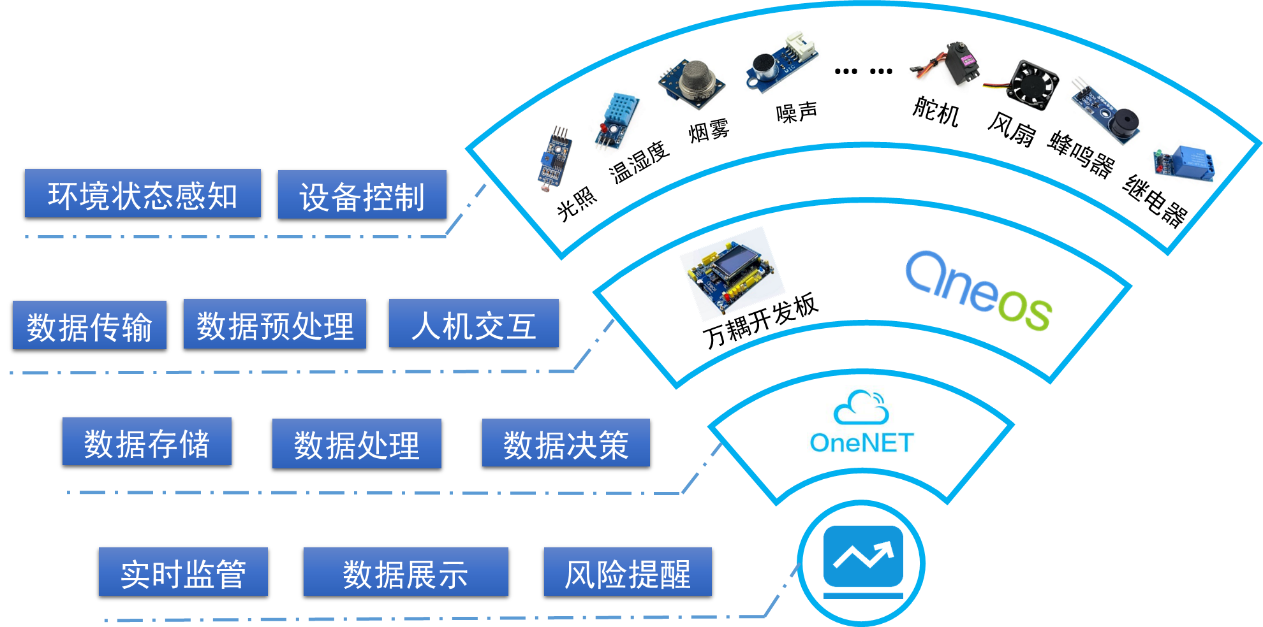 光照
温湿度
烟雾
噪声
... ...
舵机
风扇
蜂鸣器
继电器
环境状态感知
设备控制
万耦开发板
OneOS
数据传输
数据预处理
人机交互
OneNET
数据存储
数据处理
数据决策
实时监管
数据展示
风险提醒